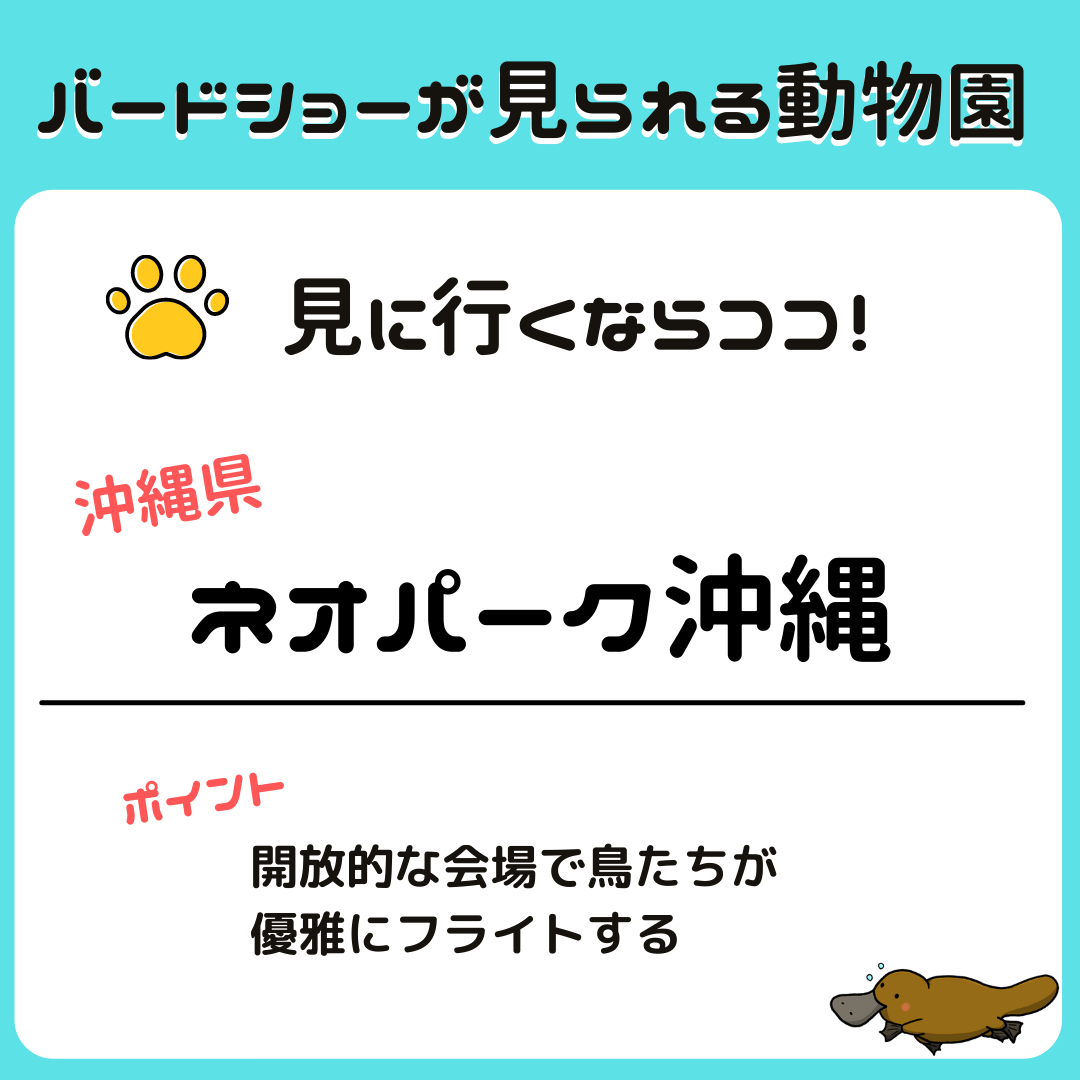 バードショーが見られる動物園
見に行くならココ!
沖縄県
ネオパーク沖縄
ポイント
開放的な会場で鳥たちが
優雅にフライトする